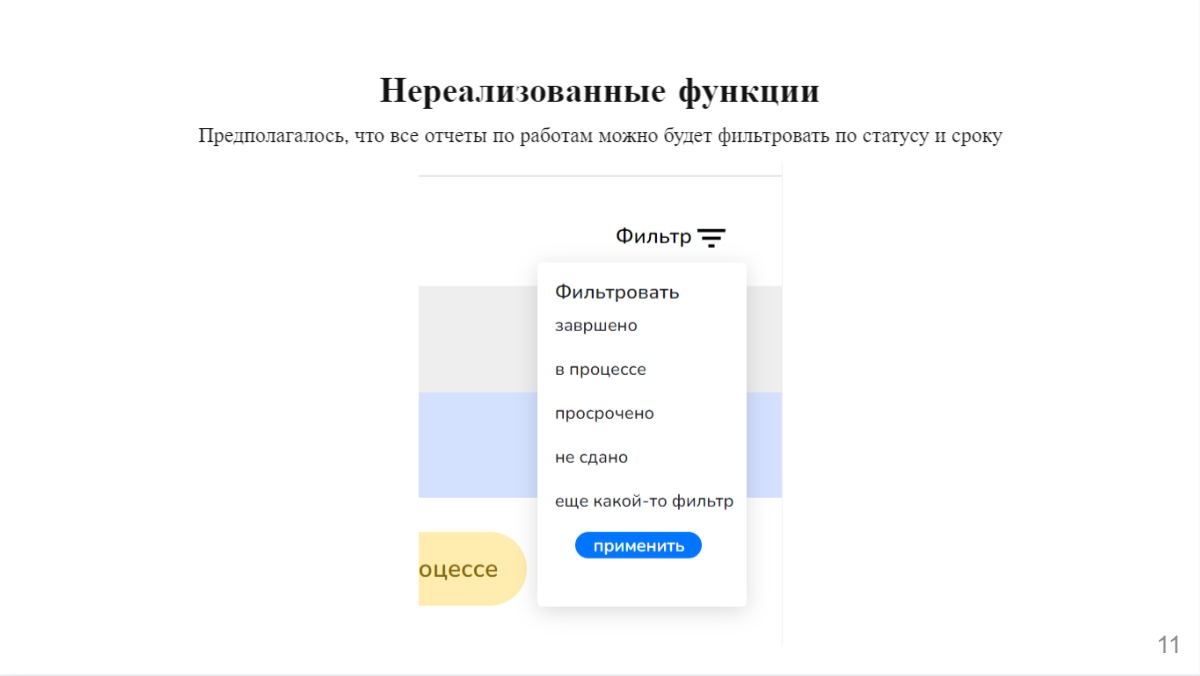 Нереализованные функции
Предполагалось, что все отчеты по работам можно будет фильтровать по статусу и сроку
Фильтр
Фильтровать
завршено
в процессе
просрочено
не сдано
еще какой-то фильтр
применить
оцессе
11